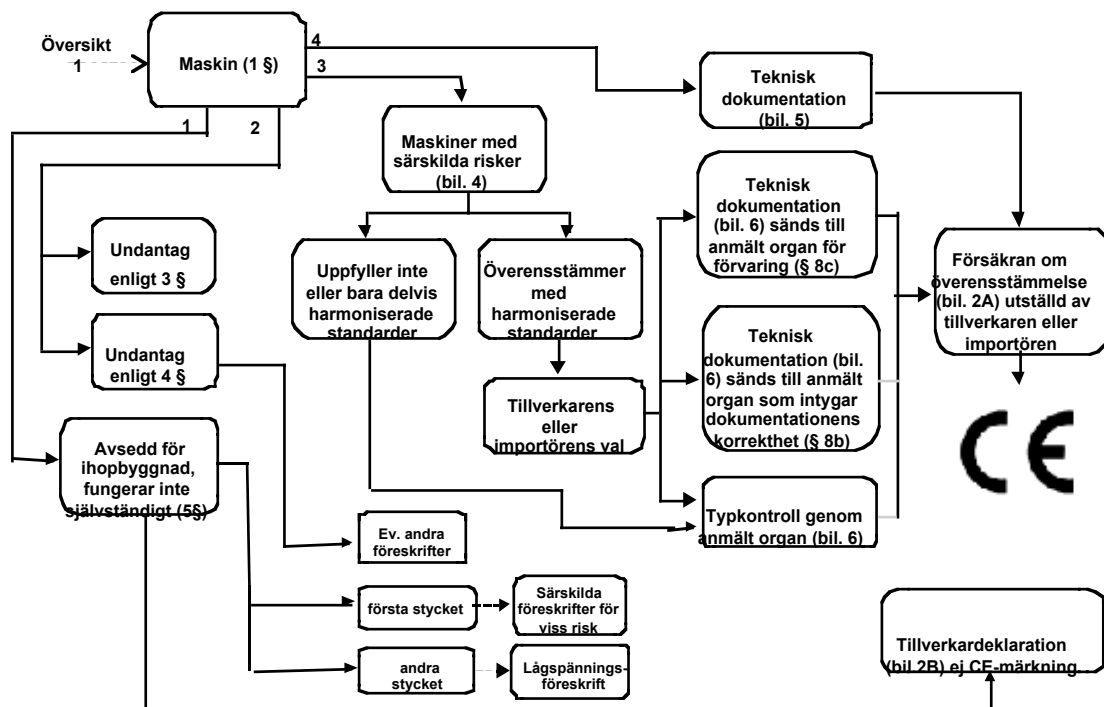 Översikt
1
Maskin (1 §)
4
3
1
2
Teknisk
dokumentation
(bil. 5)
Maskiner med
särskilda risker
(bil. 4)
Teknisk
dokumentation
(bil. 6) sänds till
anmält organ för
förvaring (§ 8c)
Undantag
enligt 3 §
Uppfyller inte
eller bara delvis
harmoniserade
standarder
Överensstämmer
med
harmoniserade
standarder
Försäkran om
överensstämmelse
(bil. 2A) utställd av
tillverkaren eller
importören
Undantag
enligt 4 §
Teknisk
dokumentation (bil.
6) sänds till anmält
organ som intygar
dokumentationens
korrekthet (§ 8b)
Tillverkarens
eller
importörens val
CE
Avsedd för
ihopbyggnad,
fungerar inte
självständigt (5§)
Typkontroll genom
anmält organ (bil. 6)
Ev. andra
föreskrifter
första stycket
Särskilda
föreskrifter för
viss risk
andra
stycket
Lågspännings-
föreskrift
Tillverkardeklaration
(bil 2B) ej CE-märkning.